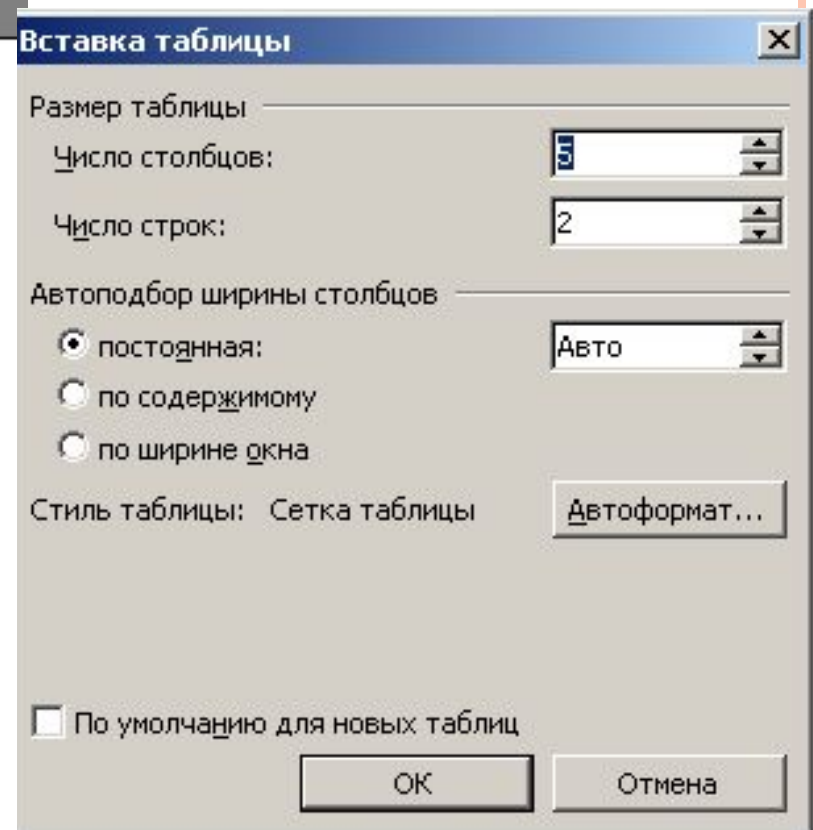 Вставка таблицы
Размер таблицы
Число столбцов: 5
Число строк: 2
Автоподбор ширины столбцов
постоянная: Авто
по содержимому
по ширине окна
Стиль таблицы: Сетка таблицы Автоформат...
По умолчанию для новых таблиц
ОК Отмена